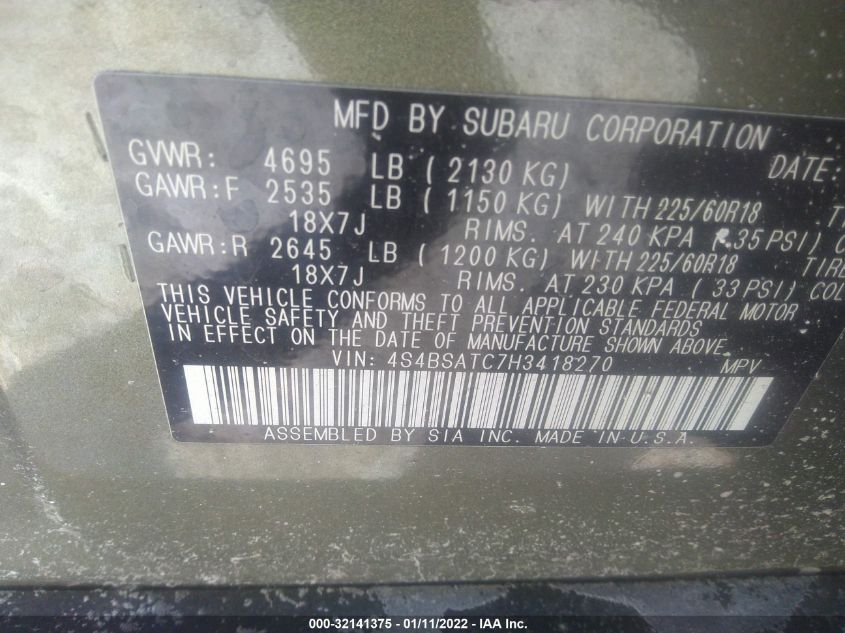 MFD BY SUBARU CORPORATION DATE:
GVWR: 4695 LB ( 2130 KG)
GAWR:F 2535 LB ( 1150 KG) WITH 225/60R18
18X7J RIMS. AT 240 KPA ( 35 PSI)
GAWR:R 2645 LB ( 1200 KG) WITH 225/60R18
18X7J RIMS. AT 230 KPA ( 33 PSI) COL
THIS VEHICLE CONFORMS TO ALL APPLICABLE FEDERAL MOTOR
VEHICLE SAFETY AND THEFT PREVENTION STANDARDS
IN EFFECT ON THE DATE OF MANUFACTURE SHOWN ABOVE.
VIN: 4S4BSATC7H3418270 MPV
ASSEMBLED BY SIA INC. MADE IN U.S.A.
000-32141375 - 01/11/2022 - IAA Inc.